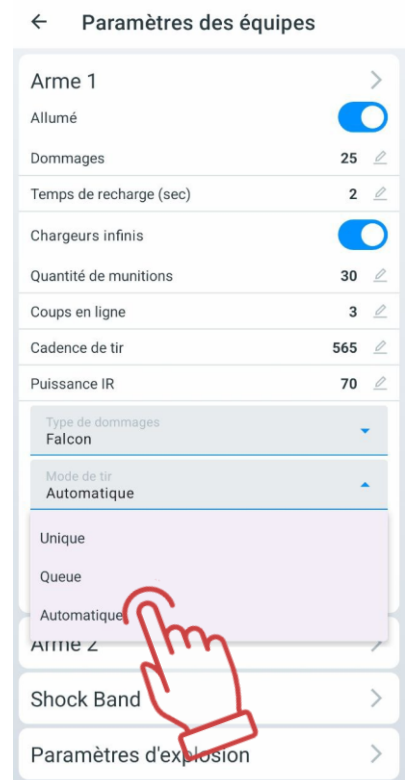 Paramètres des équipes
Arme 1
Allumé
Dommages 25
Temps de recharge (sec) 2
Chargeurs infinis
Quantité de munitions 30
Coups en ligne 3
Cadence de tir 565
Puissance IR 70
Type de dommages
Falcon
Mode de tir
Automatique
Unique
Queue
Automatique
Arme 2
Shock Band
Paramètres d'explosion